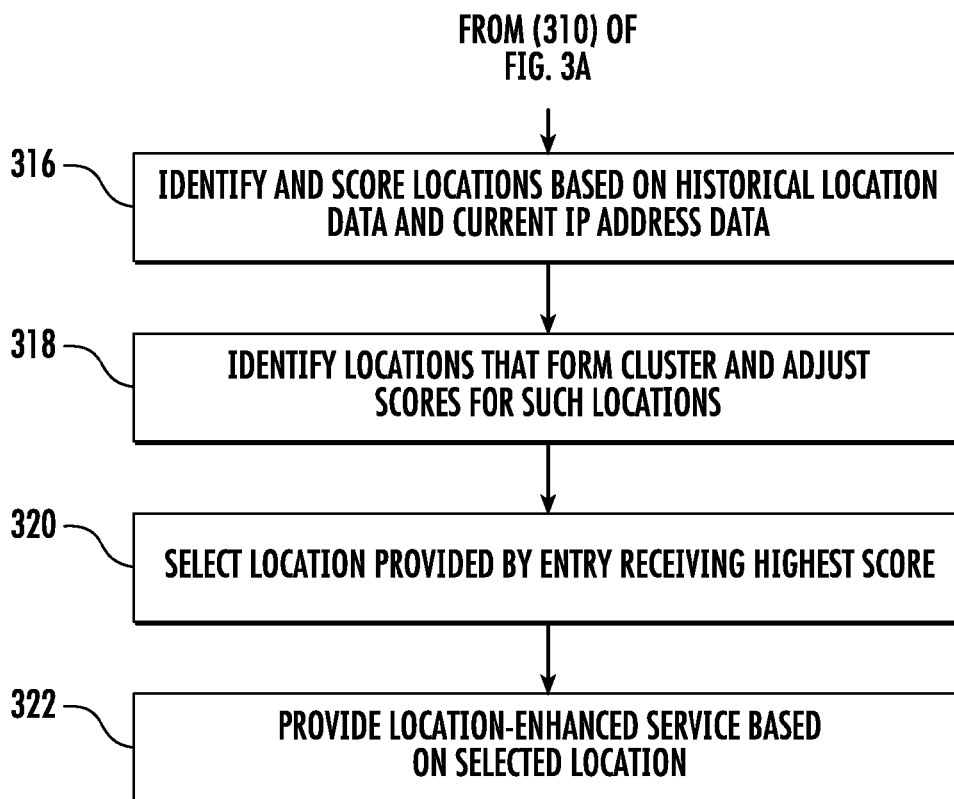 FROM (310) OF
FIG. 3A
316
IDENTIFY AND SCORE LOCATIONS BASED ON HISTORICAL LOCATION
DATA AND CURRENT IP ADDRESS DATA
318
IDENTIFY LOCATIONS THAT FORM CLUSTER AND ADJUST
SCORES FOR SUCH LOCATIONS
320
SELECT LOCATION PROVIDED BY ENTRY RECEIVING HIGHEST SCORE
322
PROVIDE LOCATION-ENHANCED SERVICE BASED
ON SELECTED LOCATION